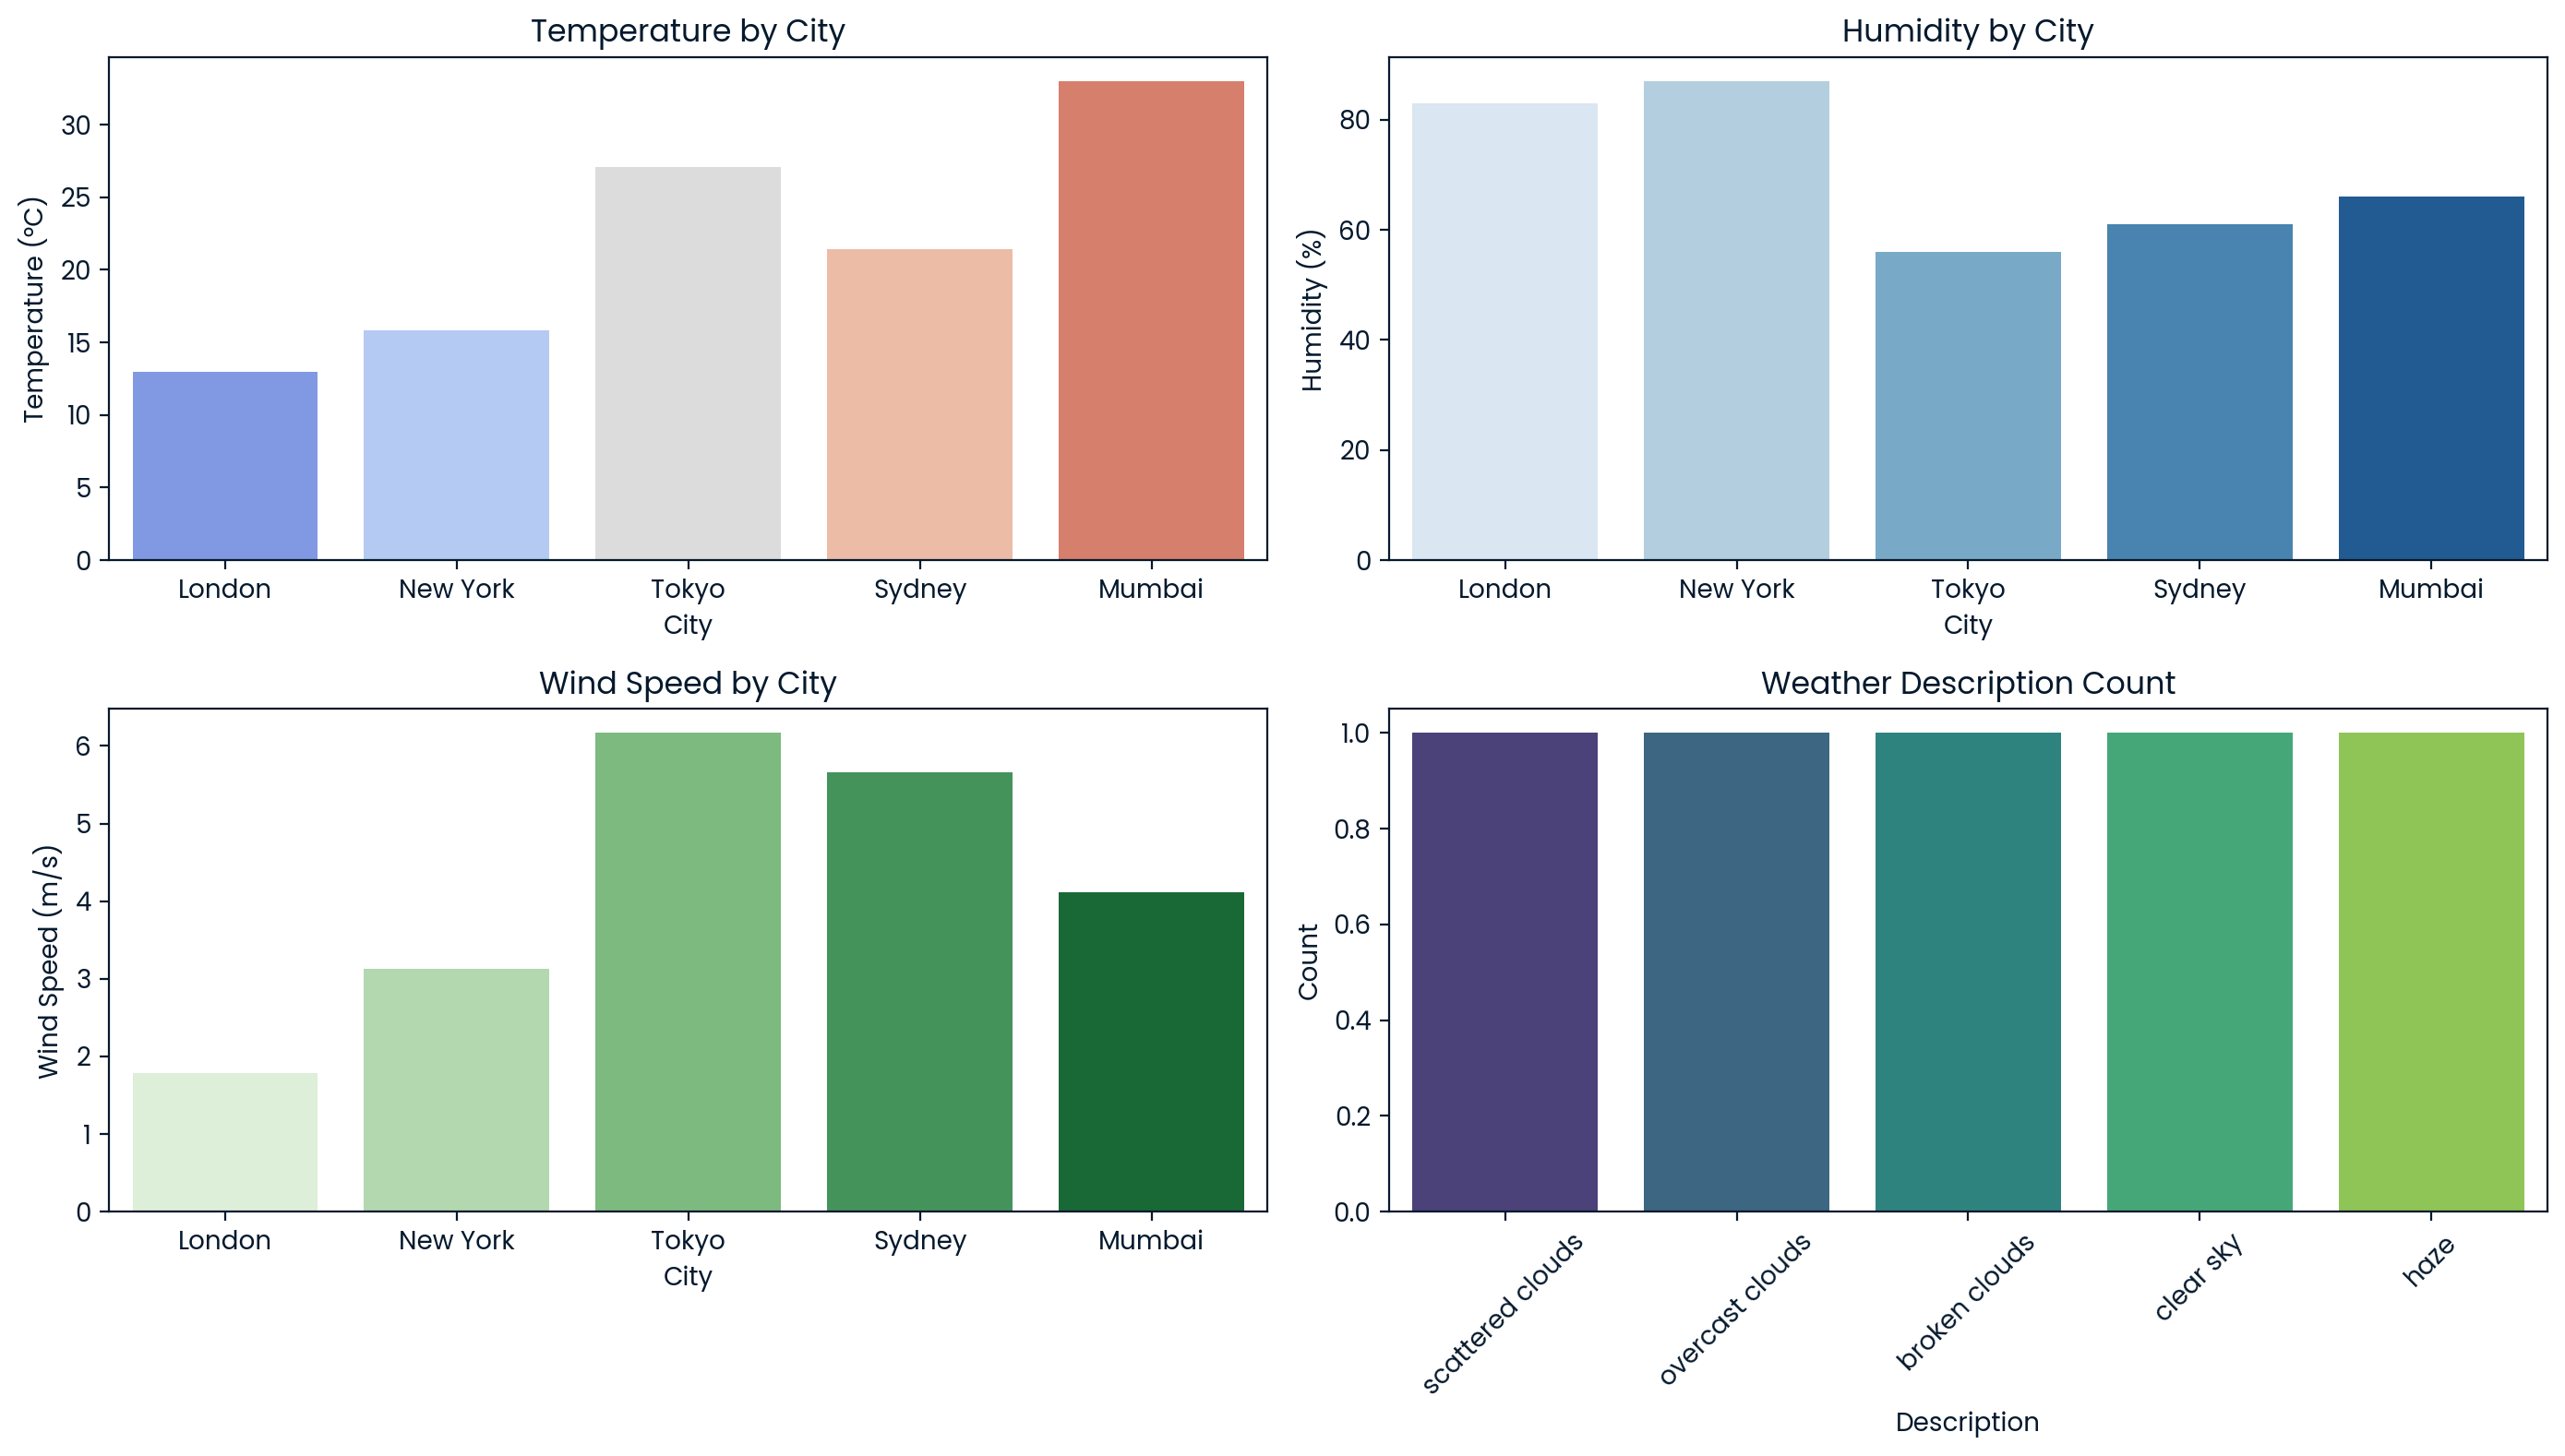 Temperature by City
Temperature (°C)
30
25
20
15
10
5
0
London New York Tokyo Sydney Mumbai
City
Humidity by City
Humidity (%)
80
60
40
20
0
London New York Tokyo Sydney Mumbai
City
Wind Speed by City
Wind Speed (m/s)
6
5
4
3
2
1
0
London New York Tokyo Sydney Mumbai
City
Weather Description Count
Count
1.0
0.8
0.6
0.4
0.2
0.0
scattered clouds
overcast clouds
broken clouds
clear sky
haze
Description